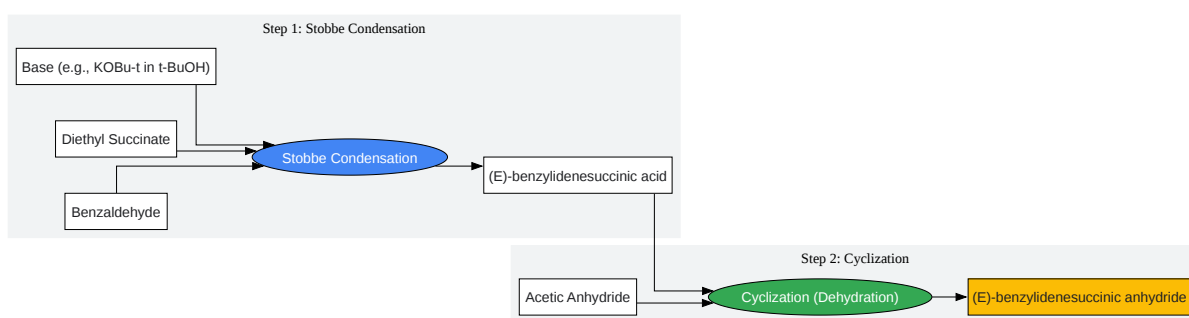 Step 1: Stobbe Condensation
Base (e.g., KOBu-t in t-BuOH)
Diethyl Succinate
Stobbe Condensation
(E)-benzylidenesuccinic acid
Benzaldehyde
Step 2: Cyclization
Acetic Anhydride
Cyclization (Dehydration)
(E)-benzylidenesuccinic anhydride